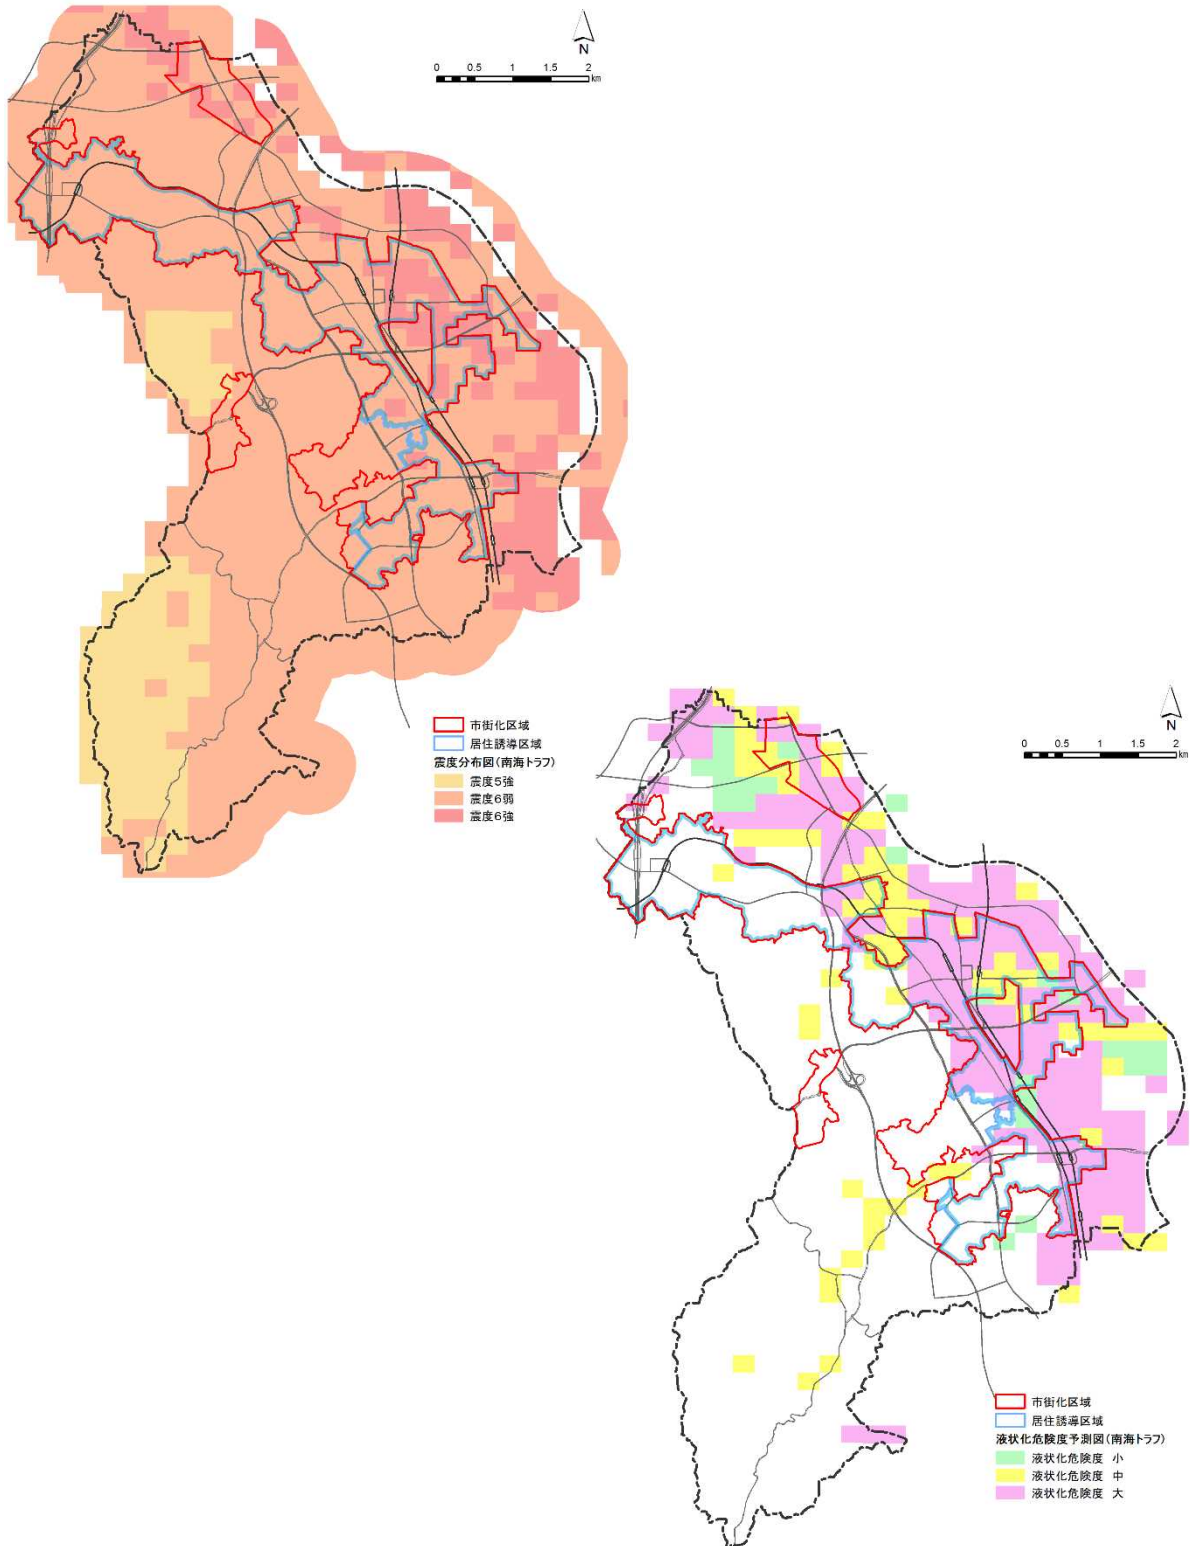 N
0 0.5 1 1.5 2
km
市街化区域
居住誘導区域
震度分布図(南海トラフ)
震度5強
震度6弱
震度6強
N
0 0.5 1 1.5 2
km
市街化区域
居住誘導区域
液状化危険度予測図(南海トラフ)
液状化危険度 小
液状化危険度 中
液状化危険度 大